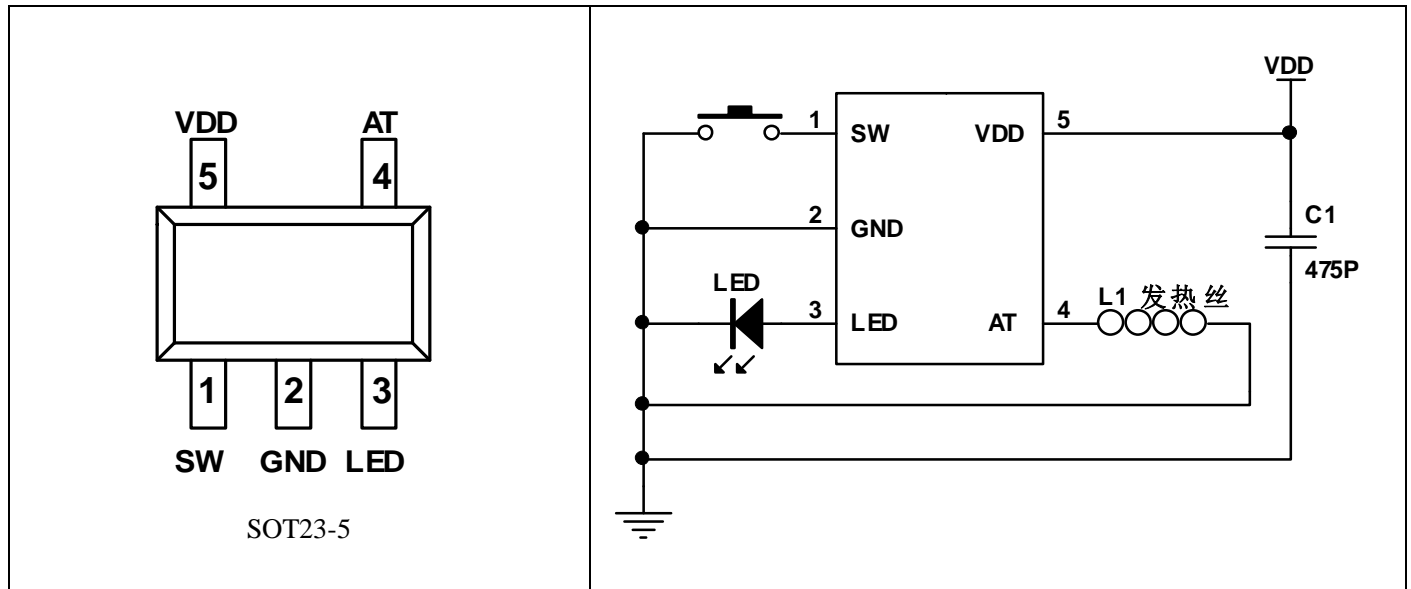 VDD AT
5 4
1 2 3
SW GND LED
SOT23-5
VDD
1 SW VDD 5
2 GND
C1
475P
LED
3 LED AT 4
L1 发热丝